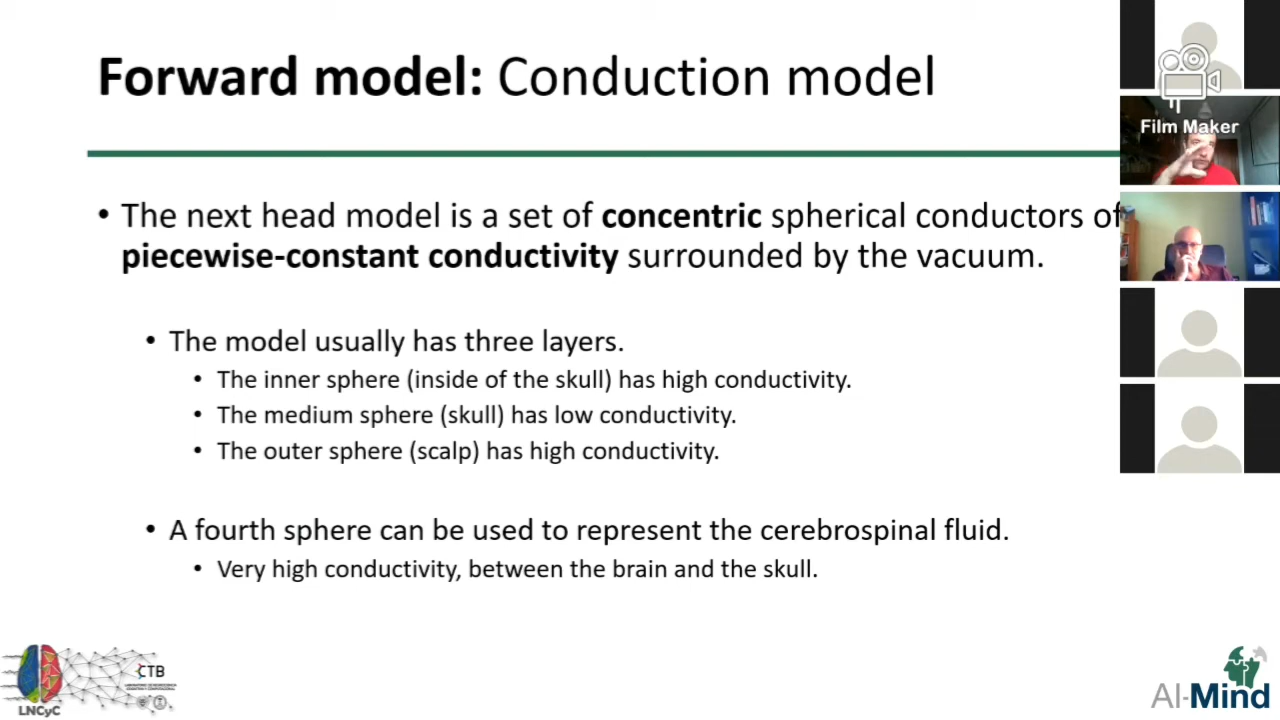 Forward model: Conduction model
Film Maker
• The next head model is a set of concentric spherical conductors of
piecewise-constant conductivity surrounded by the vacuum.
• The model usually has three layers.
• The inner sphere (inside of the skull) has high conductivity.
• The medium sphere (skull) has low conductivity.
• The outer sphere (scalp) has high conductivity.
• A fourth sphere can be used to represent the cerebrospinal fluid.
• Very high conductivity, between the brain and the skull.
LNCyC
CTB
AI-Mind